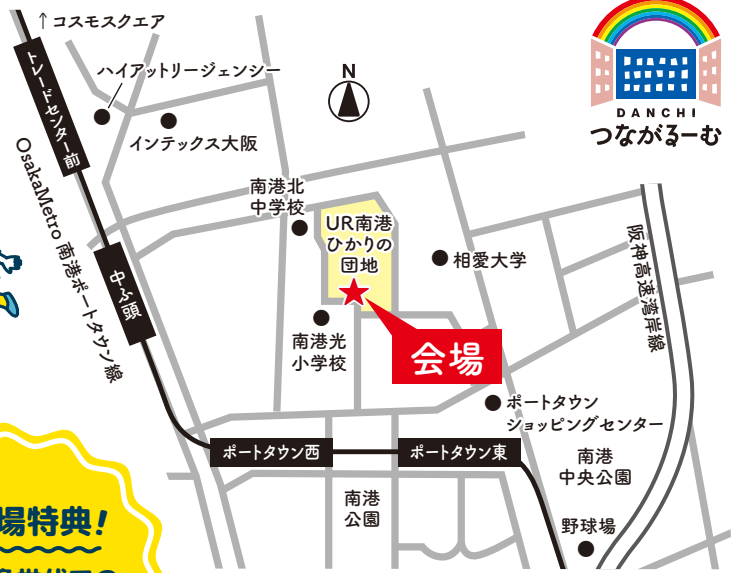 ↑コスモスクエア
トレードセンター前
ハイアットリージェンシー
インテックス大阪
N
DANCHI
つながるーむ
OsakaMetro 南港ポートタウン線
中ふ頭
南港北
中学校
UR南港
ひかりの
団地
相愛大学
阪神高速湾岸線
南港光
小学校
会場
ポートタウン
ショッピングセンター
ポートタウン西
ポートタウン東
南港
中央公園
南港
公園
野球場
場特典!